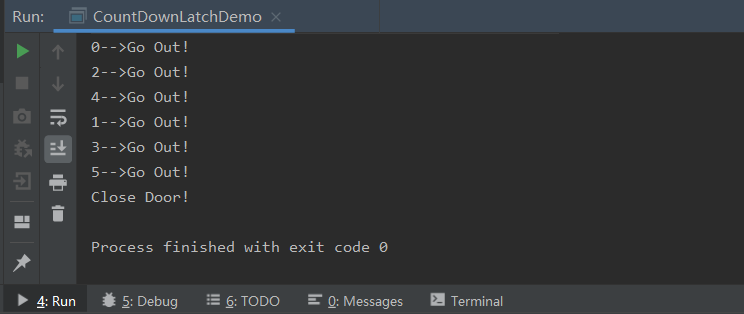 Run: CountDownLatchDemo
0-->Go Out!
2-->Go Out!
4-->Go Out!
1-->Go Out!
3-->Go Out!
5-->Go Out!
Close Door!
Process finished with exit code 0
4: Run 5: Debug 6: TODO 0: Messages Terminal